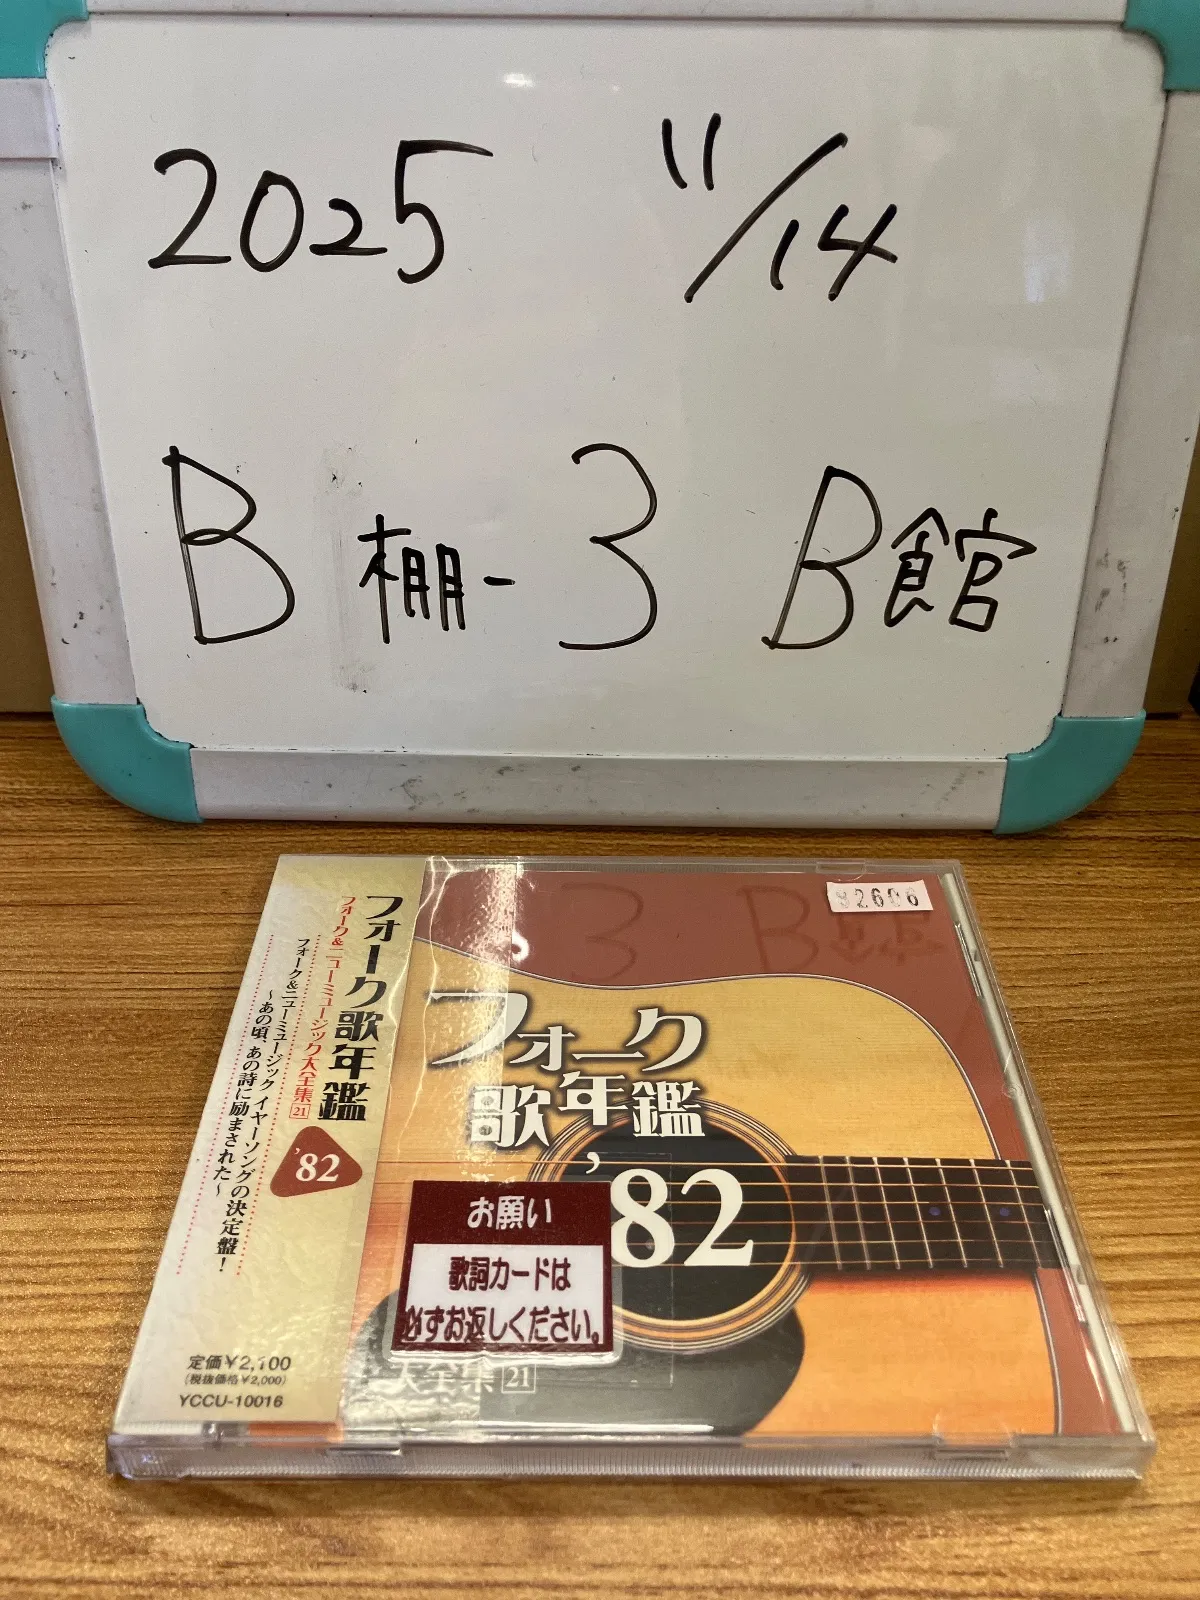 2025 11/14
B棚-3 B館
フォーク歌年鑑
フォーク&ニューミュージック大全集 21
'82
フォーク&ニューミュージック イヤーソングの決定盤!
～あの頃、あの詩に励まされた～
定価¥2,100
(税抜価格¥2,000)
YCCU-10016
2606
フォーク
歌年鑑
'82
お願い
歌詞カードは
必ずお返しください。
大全集 21